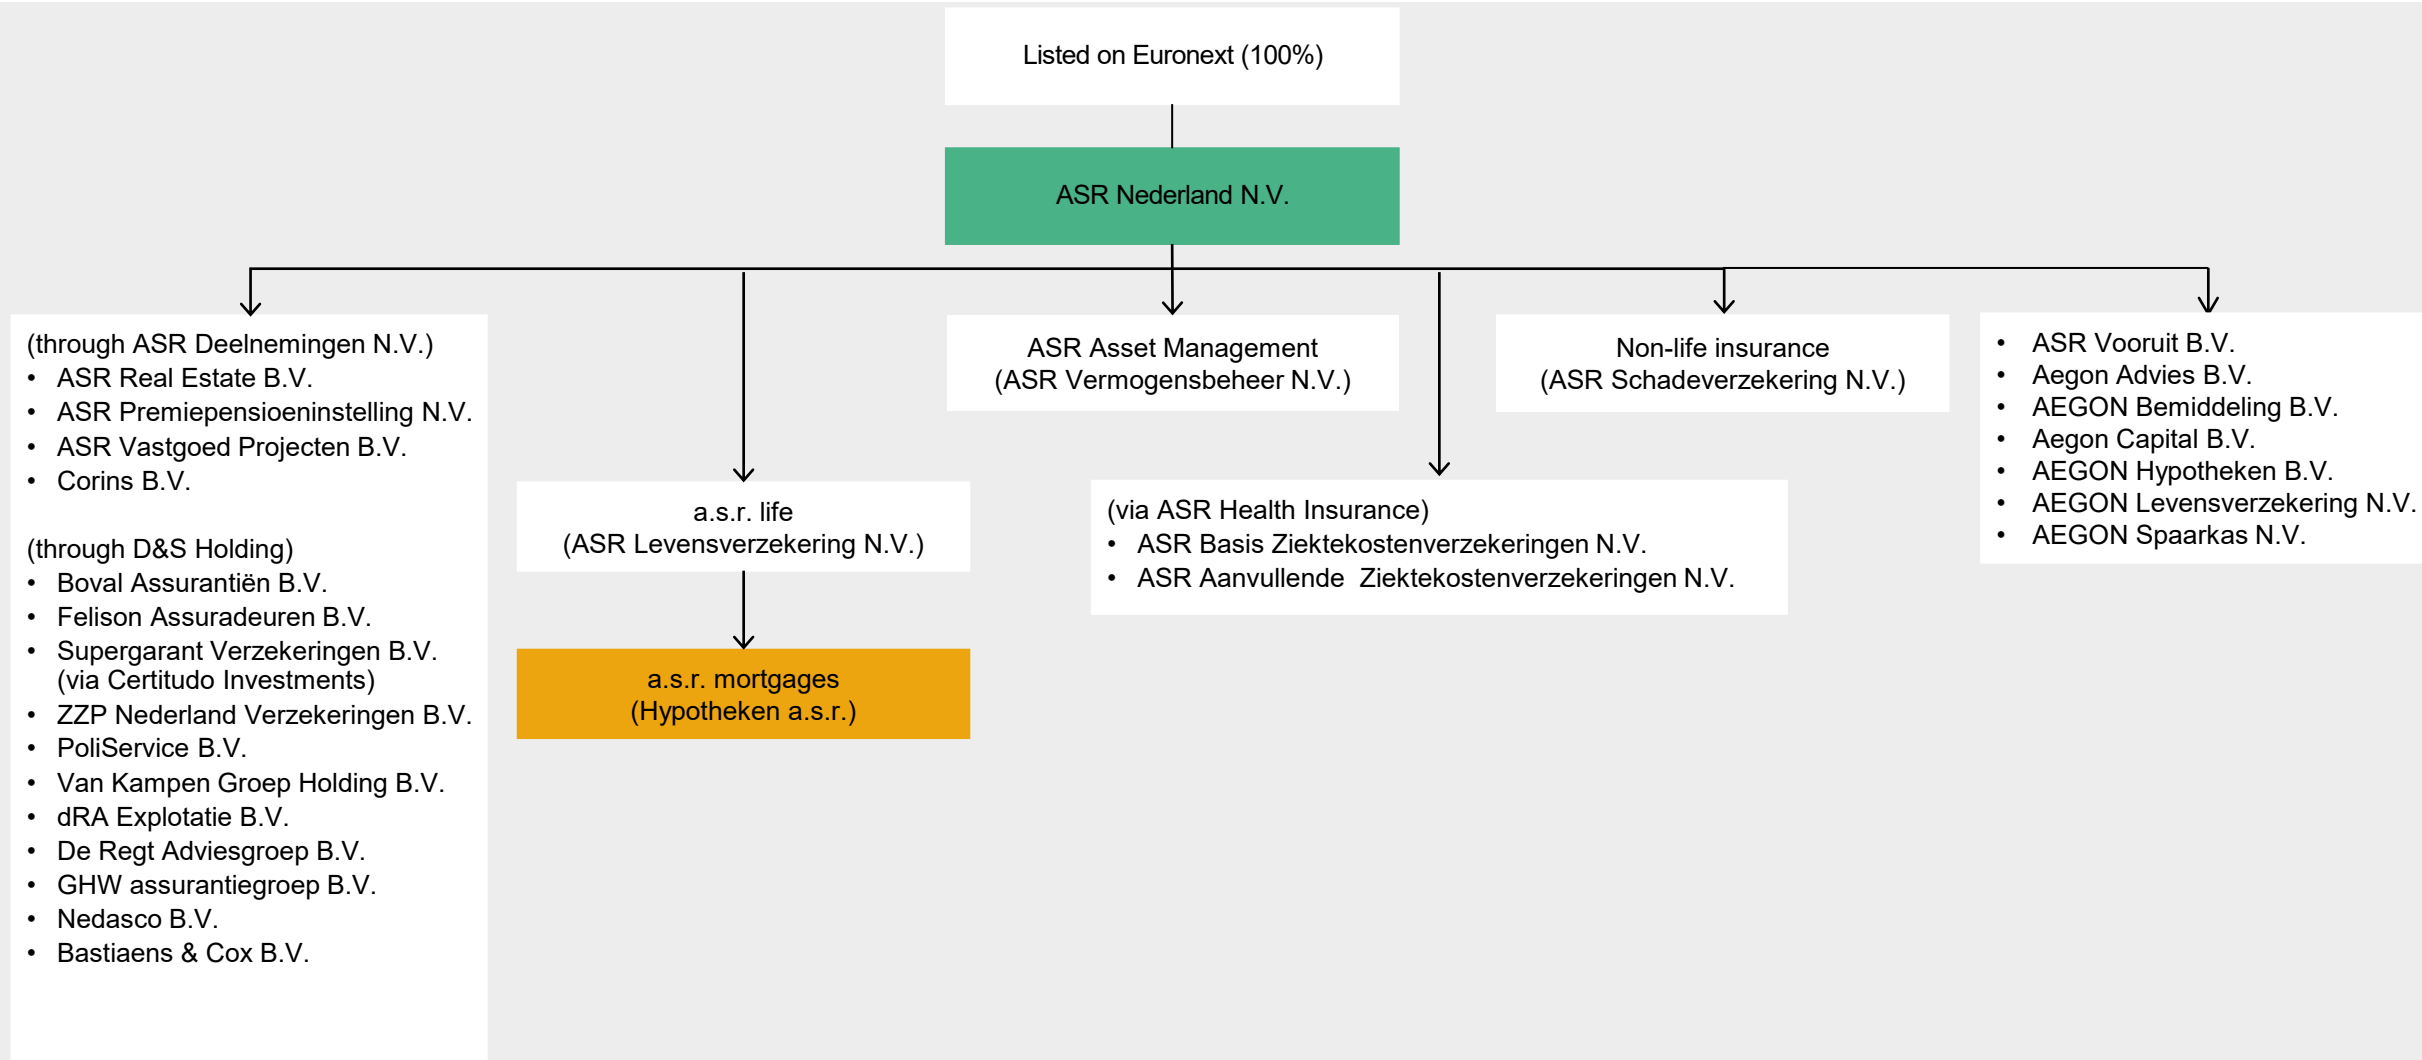 Listed on Euronext (100%)
ASR Nederland N.V.
(through ASR Deelnemingen N.V.)
• ASR Real Estate B.V.
• ASR Premiepensioeninstelling N.V.
• ASR Vastgoed Projecten B.V.
• Corins B.V.
(through D&S Holding)
• Boval Assurantiën B.V.
• Felison Assuradeuren B.V.
• Supergarant Verzekeringen B.V.
(via Certitudo Investments)
• ZZP Nederland Verzekeringen B.V.
• PoliService B.V.
• Van Kampen Groep Holding B.V.
• dRA Explotatie B.V.
• De Regt Adviesgroep B.V.
• GHW assurantiegroep B.V.
• Nedasco B.V.
• Bastiaens & Cox B.V.
a.s.r. life
(ASR Levensverzekering N.V.)
a.s.r. mortgages
(Hypotheken a.s.r.)
ASR Asset Management
(ASR Vermogensbeheer N.V.)
(via ASR Health Insurance)
• ASR Basis Ziektekostenverzekeringen N.V.
• ASR Aanvullende Ziektekostenverzekeringen N.V.
Non-life insurance
(ASR Schadeverzekering N.V.)
• ASR Vooruit B.V.
• Aegon Advies B.V.
• AEGON Bemiddeling B.V.
• Aegon Capital B.V.
• AEGON Hypotheken B.V.
• AEGON Levensverzekering N.V.
• AEGON Spaarkas N.V.